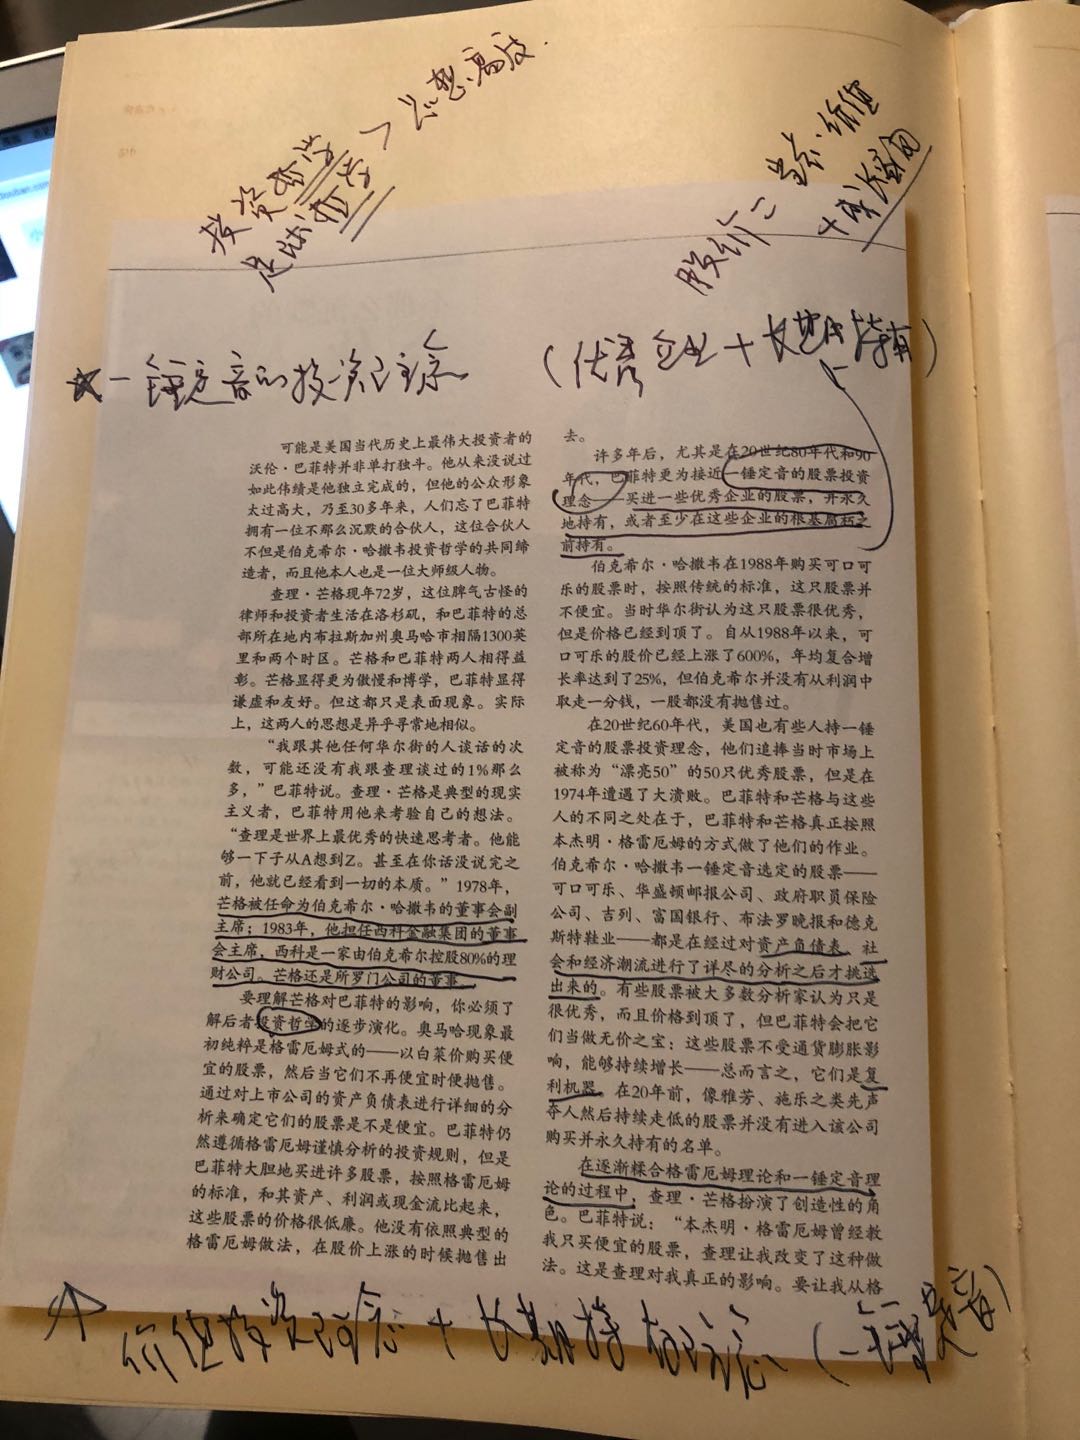 投资哲学
足球哲学
>思想高度.
股价=当前价值
一锤定音的投资理念
(优秀企业+长期持有)
可能是美国当代历史上最伟大投资者的
沃伦·巴菲特并非单打独斗。他从来没说过
如此伟绩是他独立完成的，但他的公众形象
太过高大，乃至30多年来，人们忘了巴菲特
拥有一位不那么沉默的合伙人，这位合伙人
不但是伯克希尔·哈撒韦投资哲学的共同缔
造者，而且他本人也是一位大师级人物。
查理·芒格现年72岁，这位脾气古怪的
律师和投资者生活在洛杉矶，和巴菲特的总
部所在地内布拉斯加州奥马哈市相隔1300英
里和两个时区。芒格和巴菲特两人相得益
彰。芒格显得更为傲慢和博学，巴菲特显得
谦虚和友好。但这都只是表面现象。实际
上，这两人的思想是异乎寻常地相似。
“我跟其他任何华尔街的人谈话的次
数，可能还没有我跟查理谈过的1%那么
多，”巴菲特说。查理·芒格是典型的现实
主义者，巴菲特用他来考验自己的想法。
“查理是世界上最优秀的快速思考者。他能
够一下子从A想到Z。甚至在你话没说完之
前，他就已经看到一切的本质。”1978年，
芒格被任命为伯克希尔·哈撒韦的董事会副
主席；1983年，他担任西科金融集团的董事
会主席，西科是一家由伯克希尔控股80%的理
财公司。芒格还是所罗门公司的董事。
要理解芒格对巴菲特的影响，你必须了
解后者投资哲学的逐步演化。奥马哈现象最
初纯粹是格雷厄姆式的——以白菜价购买便
宜的股票，然后当它们不再便宜时便抛售。
通过对上市公司的资产负债表进行详细的分
析来确定它们的股票是不是便宜。巴菲特仍
然遵循格雷厄姆谨慎分析的投资规则，但是
巴菲特大胆地买进许多股票，按照格雷厄姆
的标准，和其资产、利润或现金流比起来，
这些股票的价格很低廉。他没有依照典型的
格雷厄姆做法，在股价上涨的时候抛售出
去。
许多年后，尤其是在20世纪80年代和90
年代，巴菲特更为接近一锤定音的股票投资
理念——买进一些优秀企业的股票，并永久
地持有，或者至少在这些企业的根基腐朽之
前持有。
伯克希尔·哈撒韦在1988年购买可口可
乐的股票时，按照传统的标准，这只股票并
不便宜。当时华尔街认为这只股票很优秀，
但是价格已经到顶了。自从1988年以来，可
口可乐的股价已经上涨了600%，年均复合增
长率达到了25%，但伯克希尔并没有从利润中
取走一分钱，一股都没有抛售过。
在20世纪60年代，美国也有些人持一锤
定音的股票投资理念，他们追捧当时市场上
被称为“漂亮50”的50只优秀股票，但是在
1974年遭遇了大溃败。巴菲特和芒格与这些
人的不同之处在于，巴菲特和芒格真正按照
本杰明·格雷厄姆的方式做了他们的作业。
伯克希尔·哈撒韦一锤定音选定的股票——
可口可乐、华盛顿邮报公司、政府职员保险
公司、吉列、富国银行、布法罗晚报和德克
斯特鞋业——都是在经过对资产负债表、社
会和经济潮流进行了详尽的分析之后才挑选
出来的。有些股票被大多数分析家认为只是
很优秀，而且价格到顶了，但巴菲特会把它
们当做无价之宝：这些股票不受通货膨胀影
响，能够持续增长——总而言之，它们是复
利机器。在20年前，像雅芳、施乐之类先声
夺人然后持续走低的股票并没有进入该公司
购买并永久持有的名单。
在逐渐糅合格雷厄姆理论和一锤定音理
论的过程中，查理·芒格扮演了创造性的角
色。巴菲特说：“本杰明·格雷厄姆曾经教
我只买便宜的股票，查理让我改变了这种做
法。这是查理对我真正的影响。要让我从格
价值投资理念+长期持有理念(一锤定音)